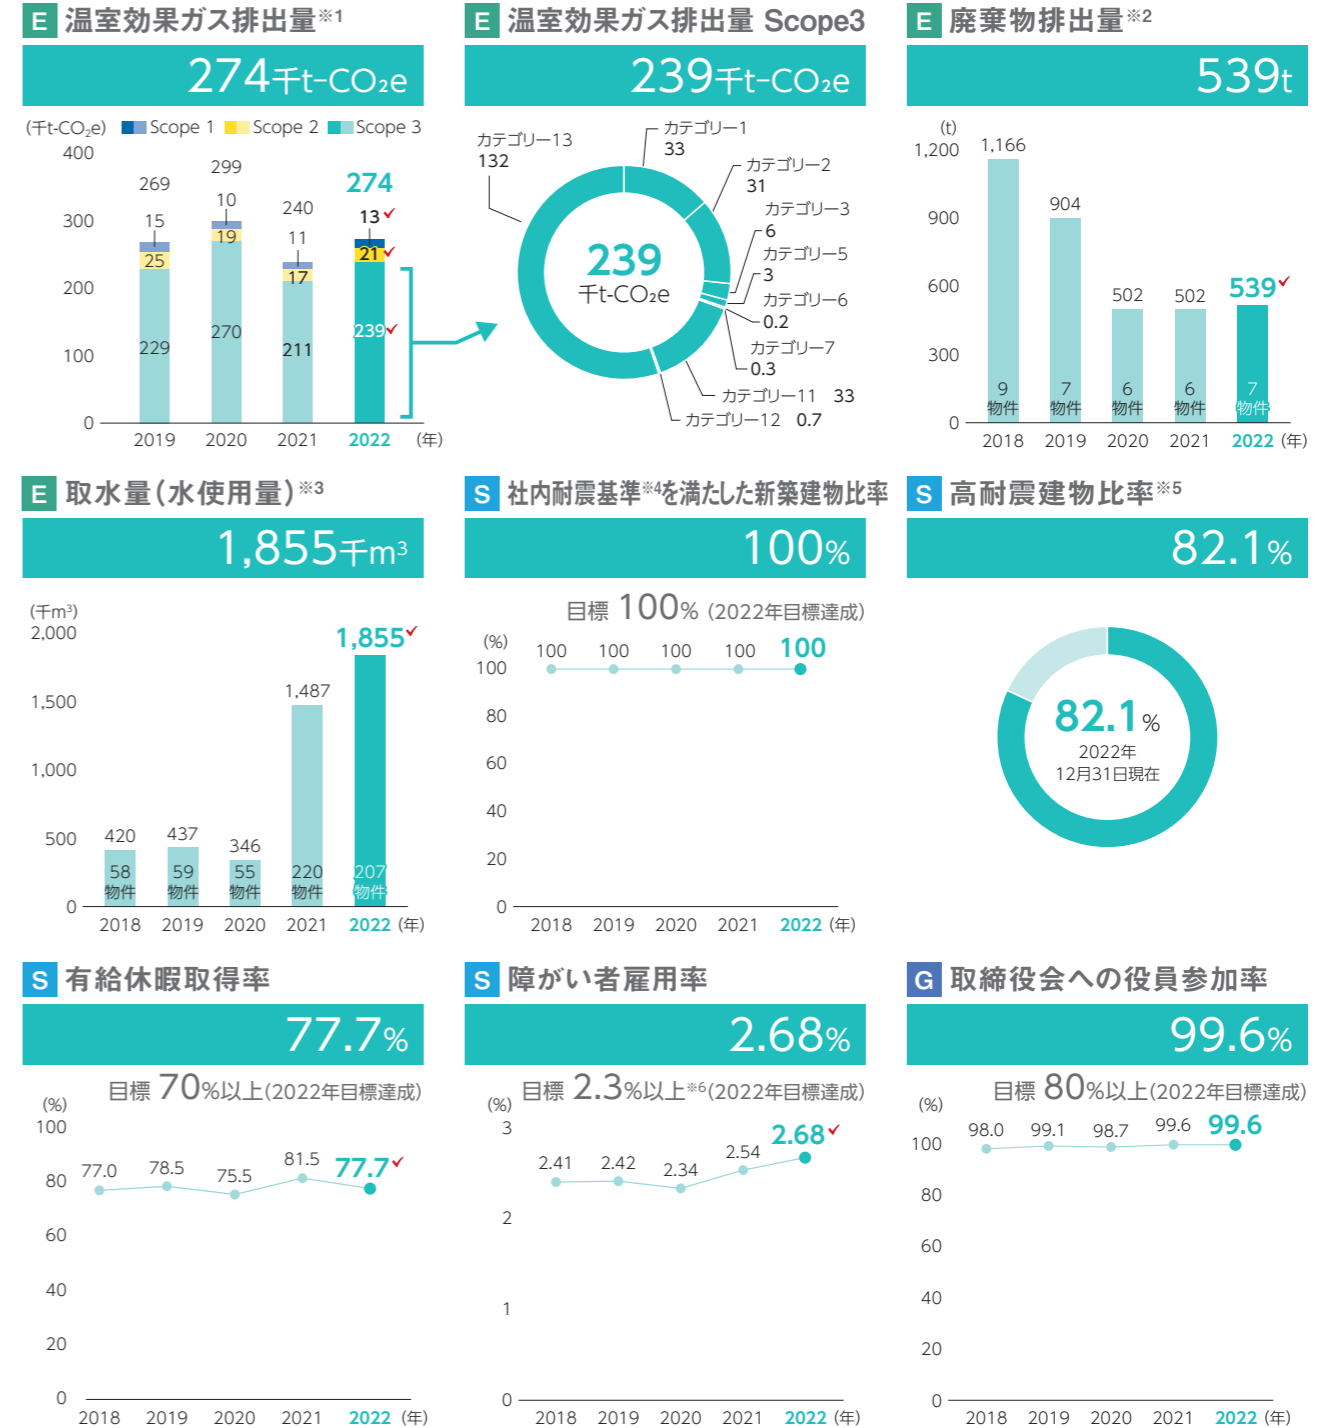 E 温室効果ガス排出量※1
274千t-CO₂e
(千t-CO₂e) Scope 1 Scope 2 Scope 3
400
300
200
100
0
269
15
25
229
299
10
19
270
240
11
17
211
274
13
21
239
2019 2020 2021 2022 (年)
E 温室効果ガス排出量 Scope3
239千t-CO₂e
カテゴリー13
132
カテゴリー1
33
カテゴリー2
31
カテゴリー3
6
カテゴリー5
3
カテゴリー6
0.2
カテゴリー7
0.3
カテゴリー11 33
カテゴリー12 0.7
239
千t-CO₂e
E 廃棄物排出量※2
539t
(t)
1,200
900
600
300
0
1,166
904
502
502
539
9
物件
7
物件
6
物件
6
物件
7
物件
2018 2019 2020 2021 2022 (年)
E 取水量(水使用量)※3
1,855千m³
(千m³)
2,000
1,500
1,000
500
0
420
437
346
1,487
1,855
58
物件
59
物件
55
物件
220
物件
207
物件
2018 2019 2020 2021 2022 (年)
S 社内耐震基準※4を満たした新築建物比率
100%
目標 100% (2022年目標達成)
(%)
100
80
60
40
20
0
100 100 100 100 100
2018 2019 2020 2021 2022 (年)
S 高耐震建物比率※5
82.1%
82.1%
2022年
12月31日現在
S 有給休暇取得率
77.7%
目標 70%以上(2022年目標達成)
(%)
100
80
60
40
20
0
77.0 78.5 75.5 81.5 77.7
2018 2019 2020 2021 2022 (年)
S 障がい者雇用率
2.68%
目標 2.3%以上※6(2022年目標達成)
(%)
3
2
1
0
2.41 2.42 2.34 2.54 2.68
2018 2019 2020 2021 2022 (年)
G 取締役会への役員参加率
99.6%
目標 80%以上(2022年目標達成)
(%)
100
80
60
40
20
0
98.0 99.1 98.7 99.6 99.6
2018 2019 2020 2021 2022 (年)